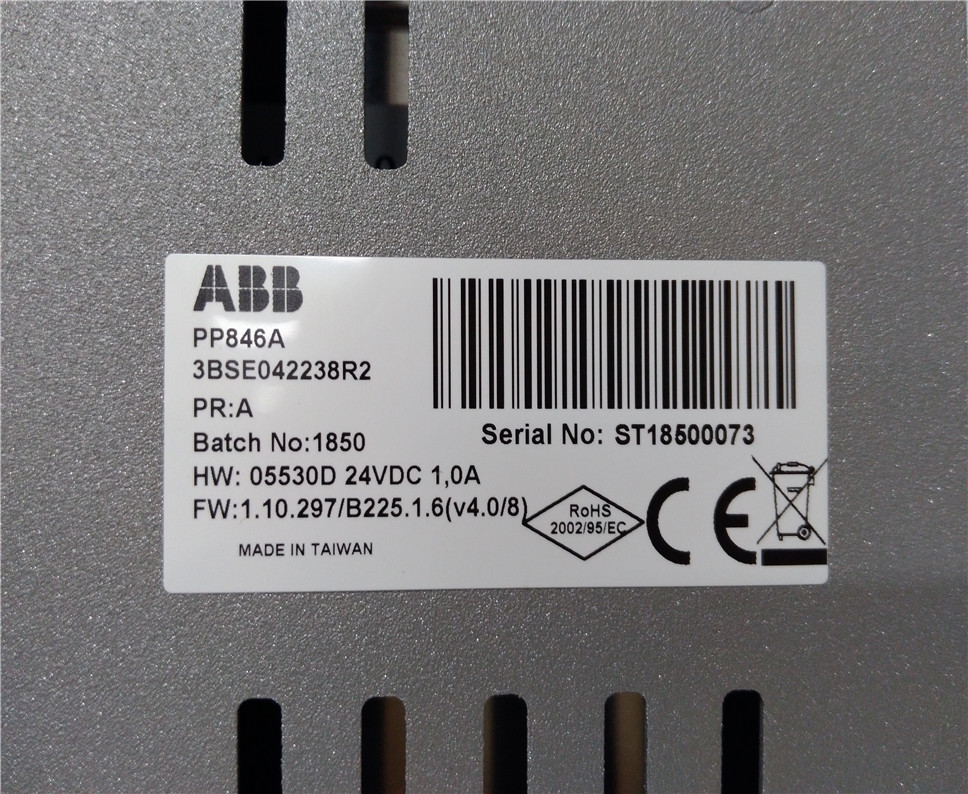 ABB
PP846A
3BSE042238R2
PR:A
Batch No:1850
Serial No: ST18500073
HW: 05530D 24VDC 1,0A
FW:1.10.297/B225.1.6(v4.0/8)
RoHS
2002/95/EC
CE
MADE IN TAIWAN